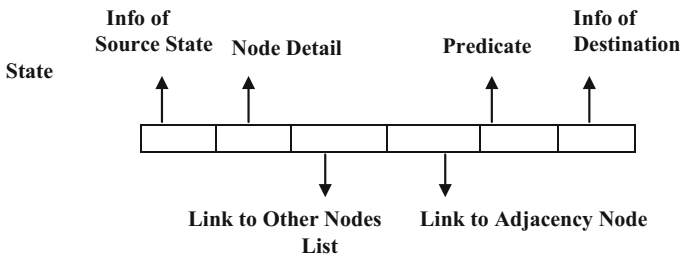 Info of
Source State
Node Detail
Predicate
Info of
Destination
State
Link to Other Nodes
List
Link to Adjacency Node